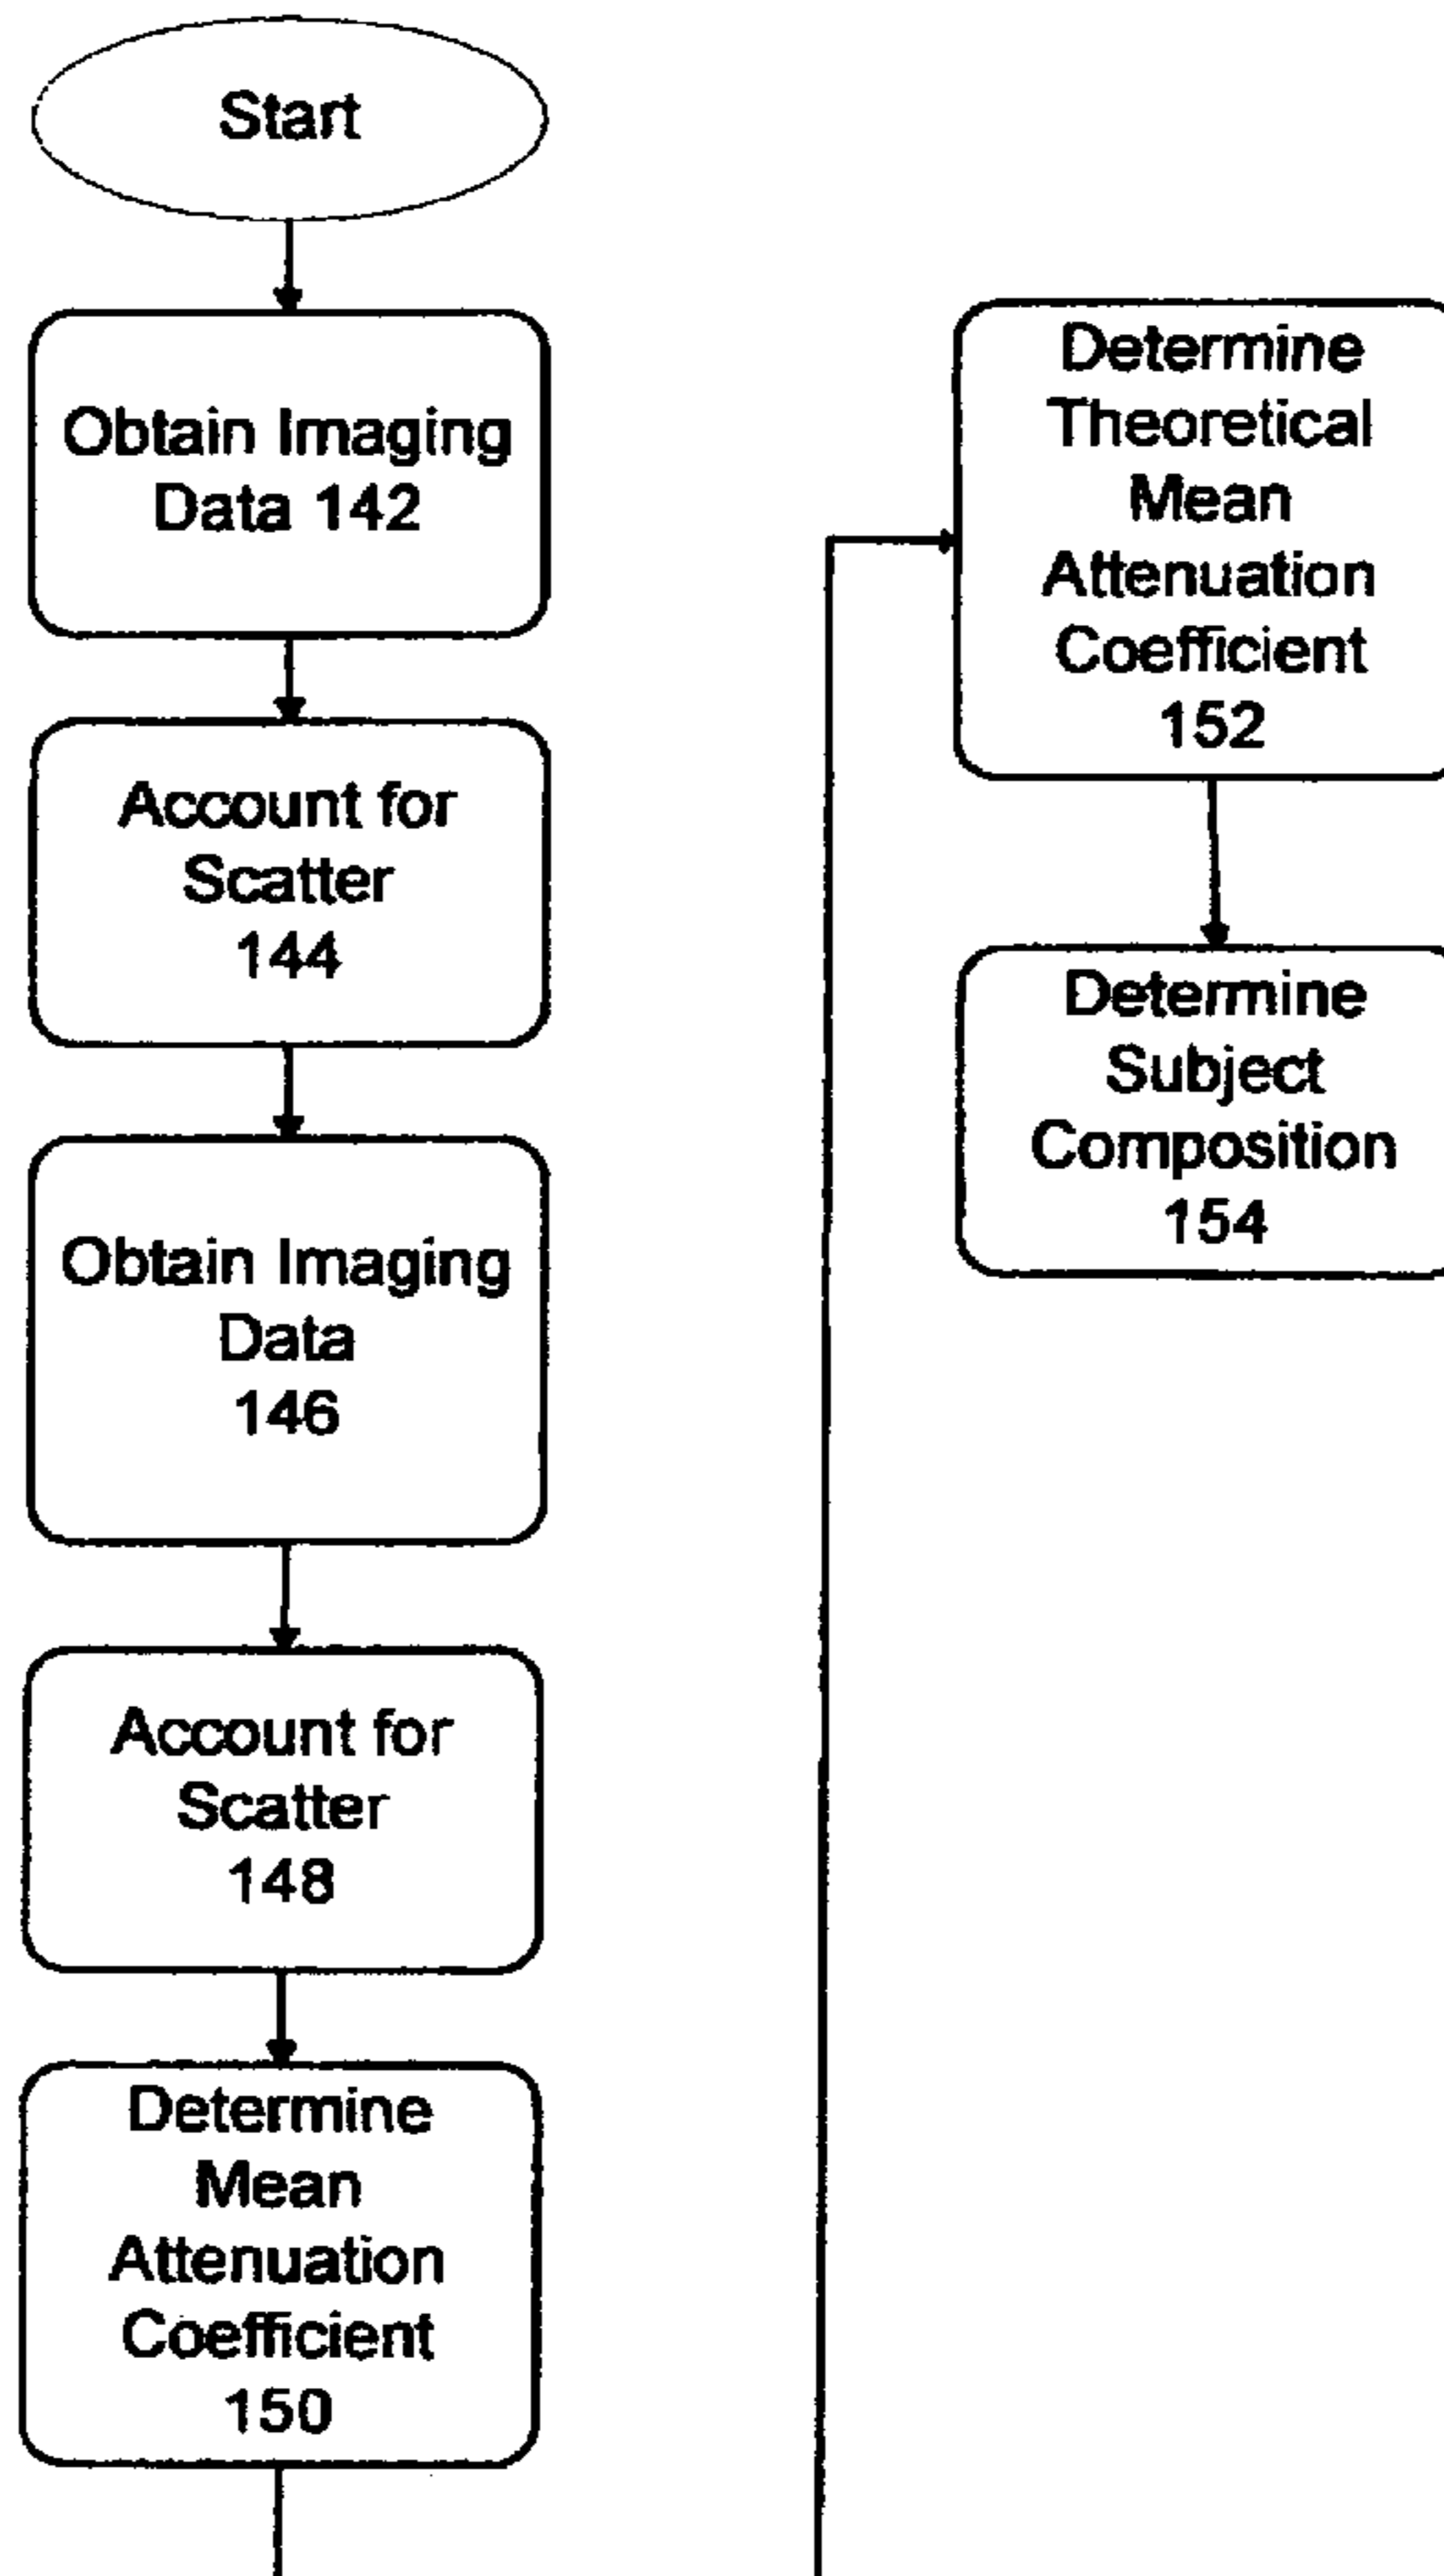 Start
Obtain Imaging
Data 142
Account for
Scatter
144
Obtain Imaging
Data
146
Account for
Scatter
148
Determine
Mean
Attenuation
Coefficient
150
Determine
Theoretical
Mean
Attenuation
Coefficient
152
Determine
Subject
Composition
154